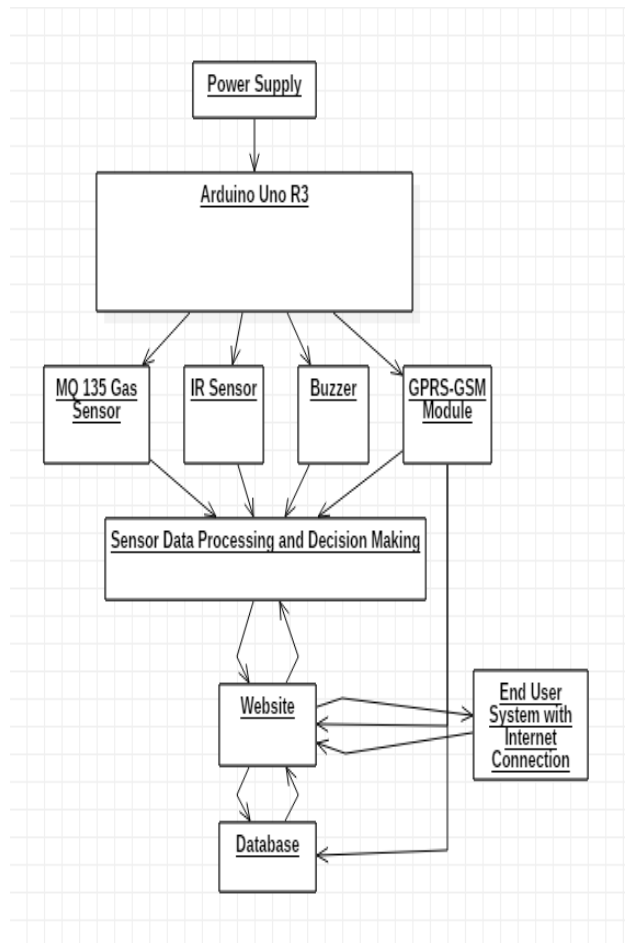 Power Supply
Arduino Uno R3
MQ 135 Gas
Sensor
IR Sensor
Buzzer
GPRS-GSM
Module
Sensor Data Processing and Decision Making
Website
End User
System with
Internet
Connection
Database